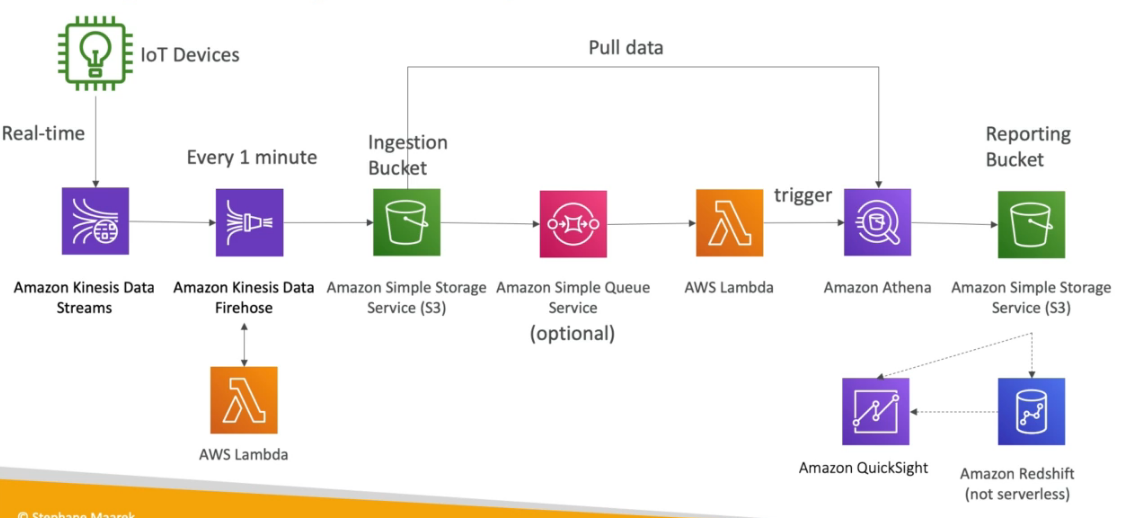 IoT Devices
Pull data
Real-time
Every 1 minute
Ingestion
Bucket
Reporting
Bucket
trigger
Amazon Kinesis Data
Streams
Amazon Kinesis Data
Firehose
Amazon Simple Storage
Service (S3)
Amazon Simple Queue
Service
(optional)
AWS Lambda
Amazon Athena
Amazon Simple Storage
Service (S3)
AWS Lambda
Amazon QuickSight
Amazon Redshift
(not serverless)
© Stephane Maarek